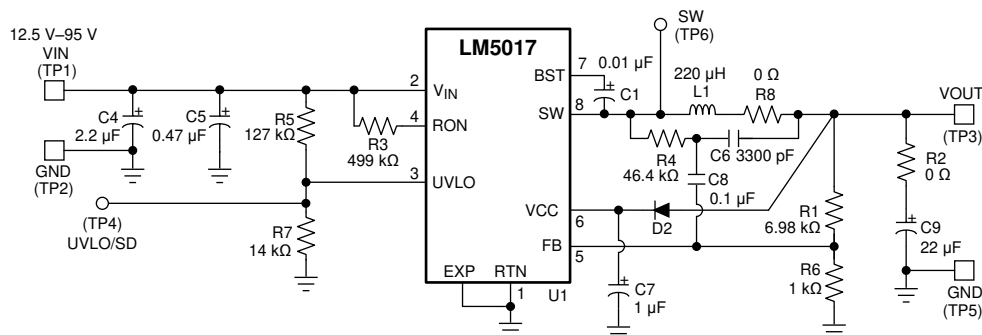 12.5 V–95 V
VIN
(TP1)
GND
(TP2)
C4
+
2.2 µF
C5
+
0.47 µF
R5
127 kΩ
R3
499 kΩ
(TP4)
UVLO/SD
R7
14 kΩ
LM5017
2
VIN
4
RON
3
UVLO
EXP
RTN
1
U1
BST
7
SW
8
VCC
6
FB
5
0.01 µF
+
C1
SW
(TP6)
220 µH
L1
0 Ω
R8
R4
46.4 kΩ
C6
3300 pF
C8
0.1 µF
D2
+
C7
1 µF
R1
6.98 kΩ
R6
1 kΩ
VOUT
(TP3)
R2
0Ω
+
C9
22 µF
GND
(TP5)